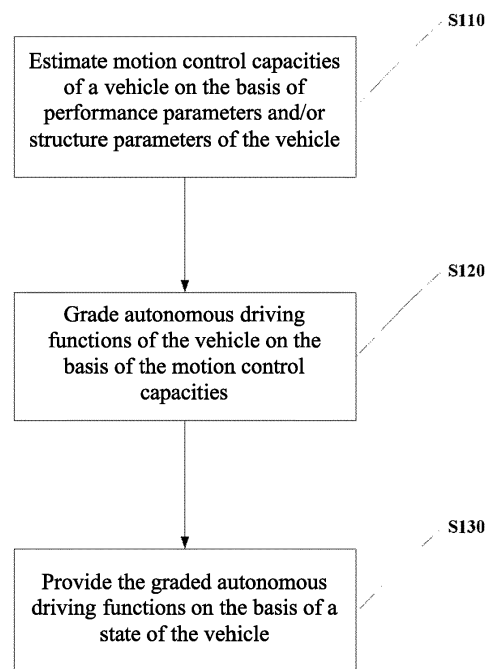 S110
Estimate motion control capacities
of a vehicle on the basis of
performance parameters and/or
structure parameters of the vehicle
S120
Grade autonomous driving
functions of the vehicle on the
basis of the motion control
capacities
S130
Provide the graded autonomous
driving functions on the basis of a
state of the vehicle